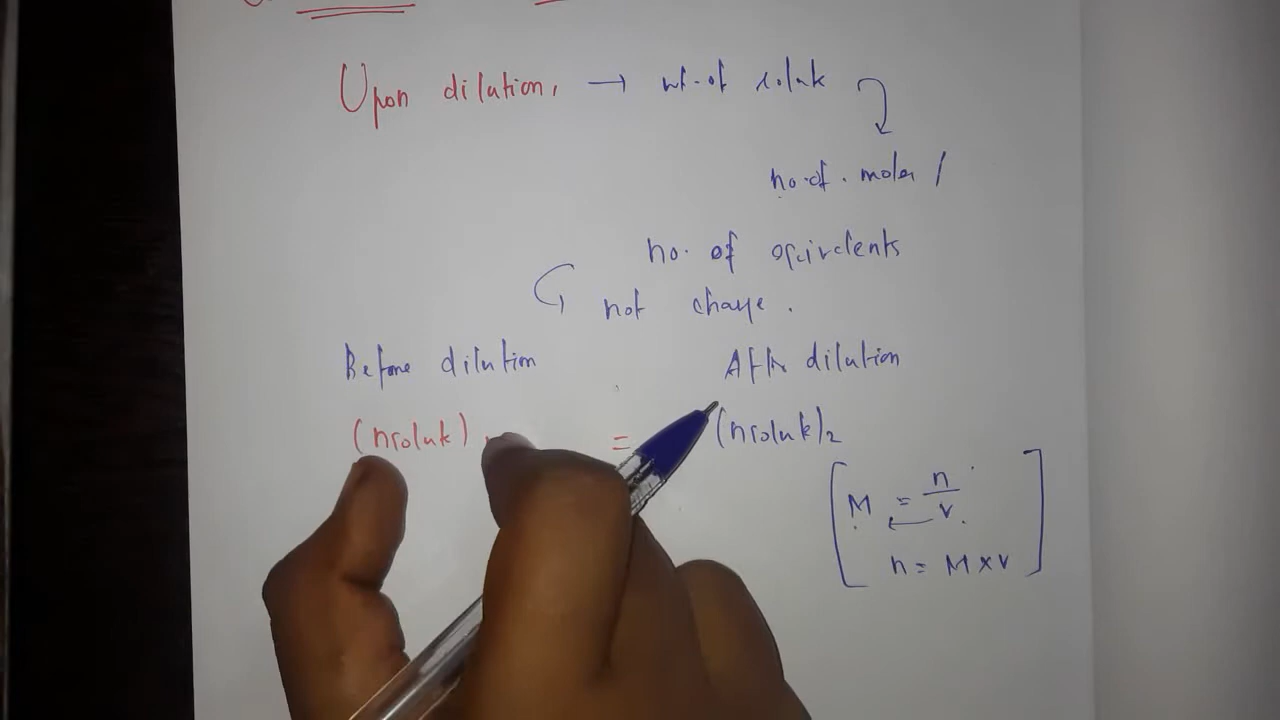 Upon dilution, → wt. of solute
no. of. moles /
no. of equivalents
not change.
Before dilution After dilution
(nsolute) = (nsolute)₂
M = n/V
n = M × V